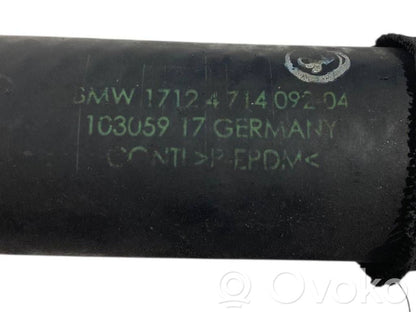 BMW 1712 4 714 092-04
103059 17 GERMANY
CONTI >P-EPDM<
OVOKO